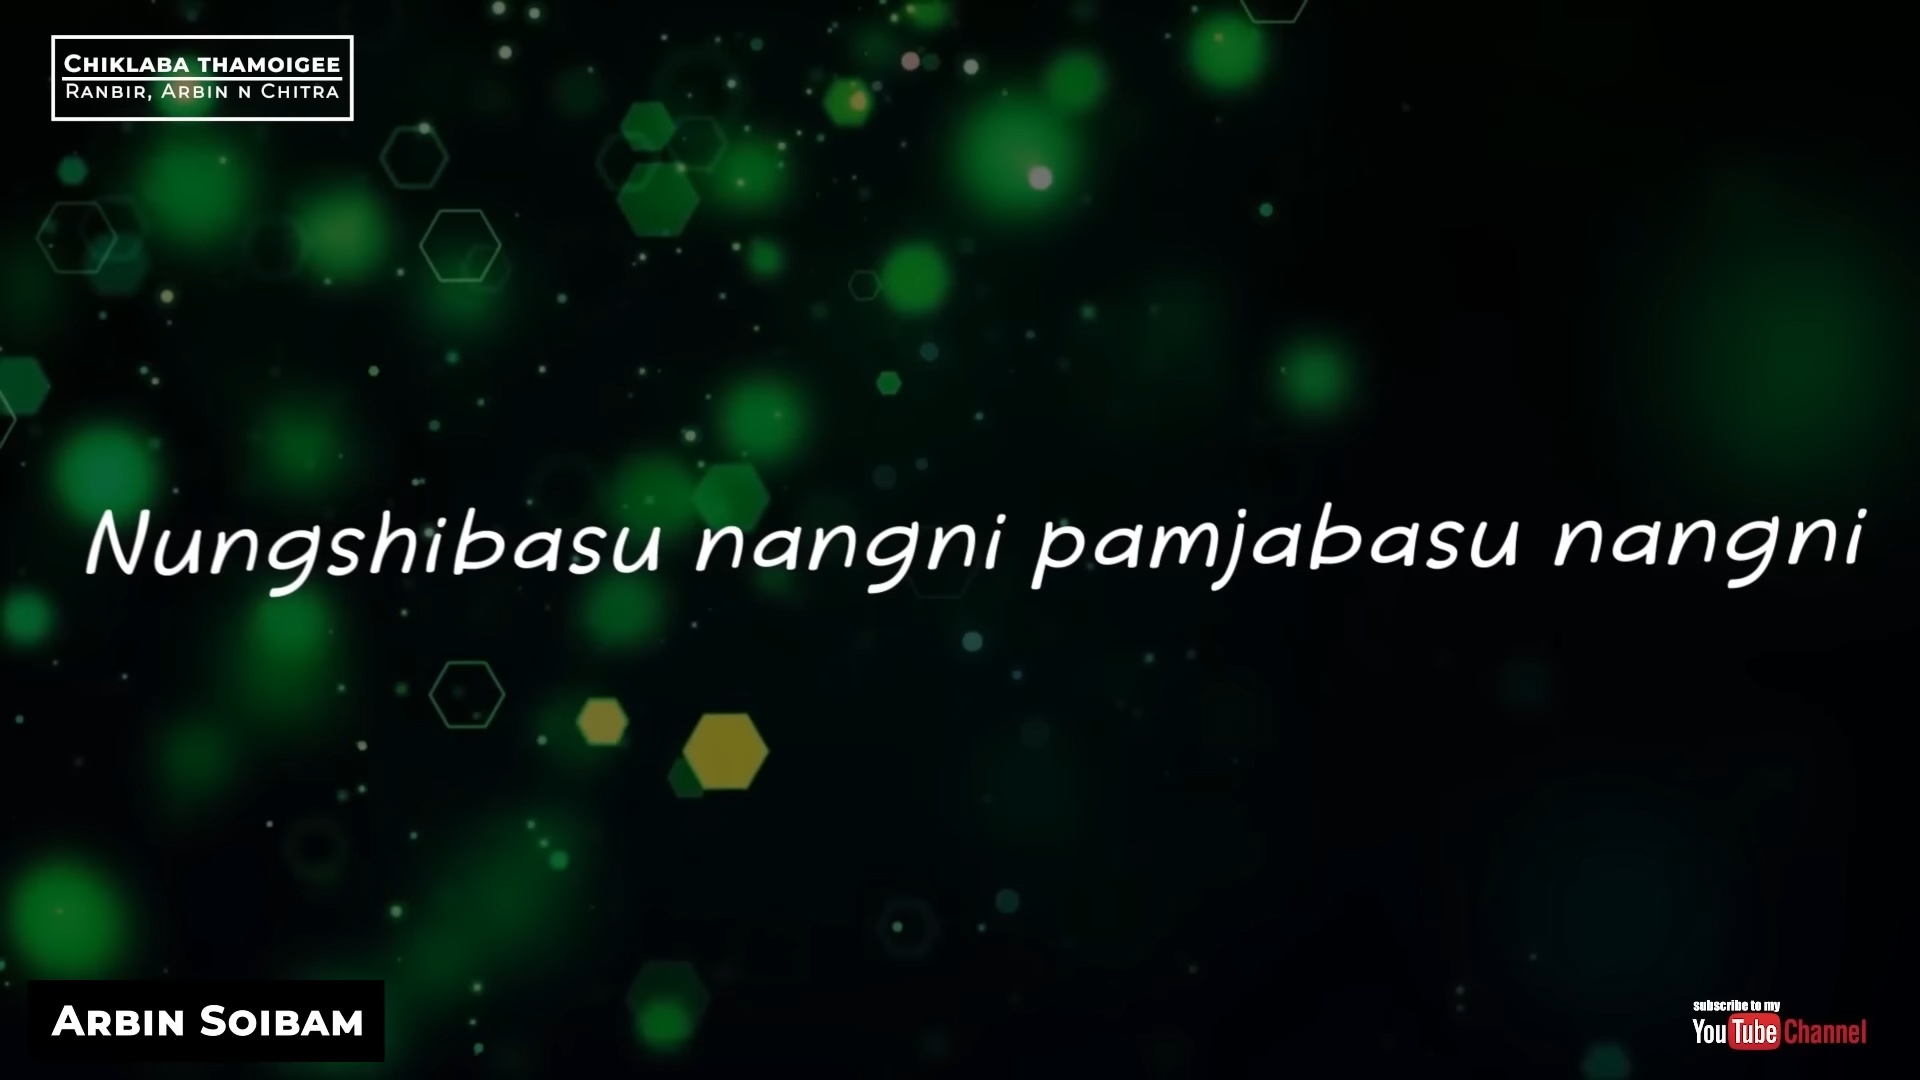 Chiklaba thamoigee
Ranbir, Arbin n Chitra
Nungshibasu nangni pamjabasu nangni
Arbin Soibam
subscribe to my
YouTube Channel